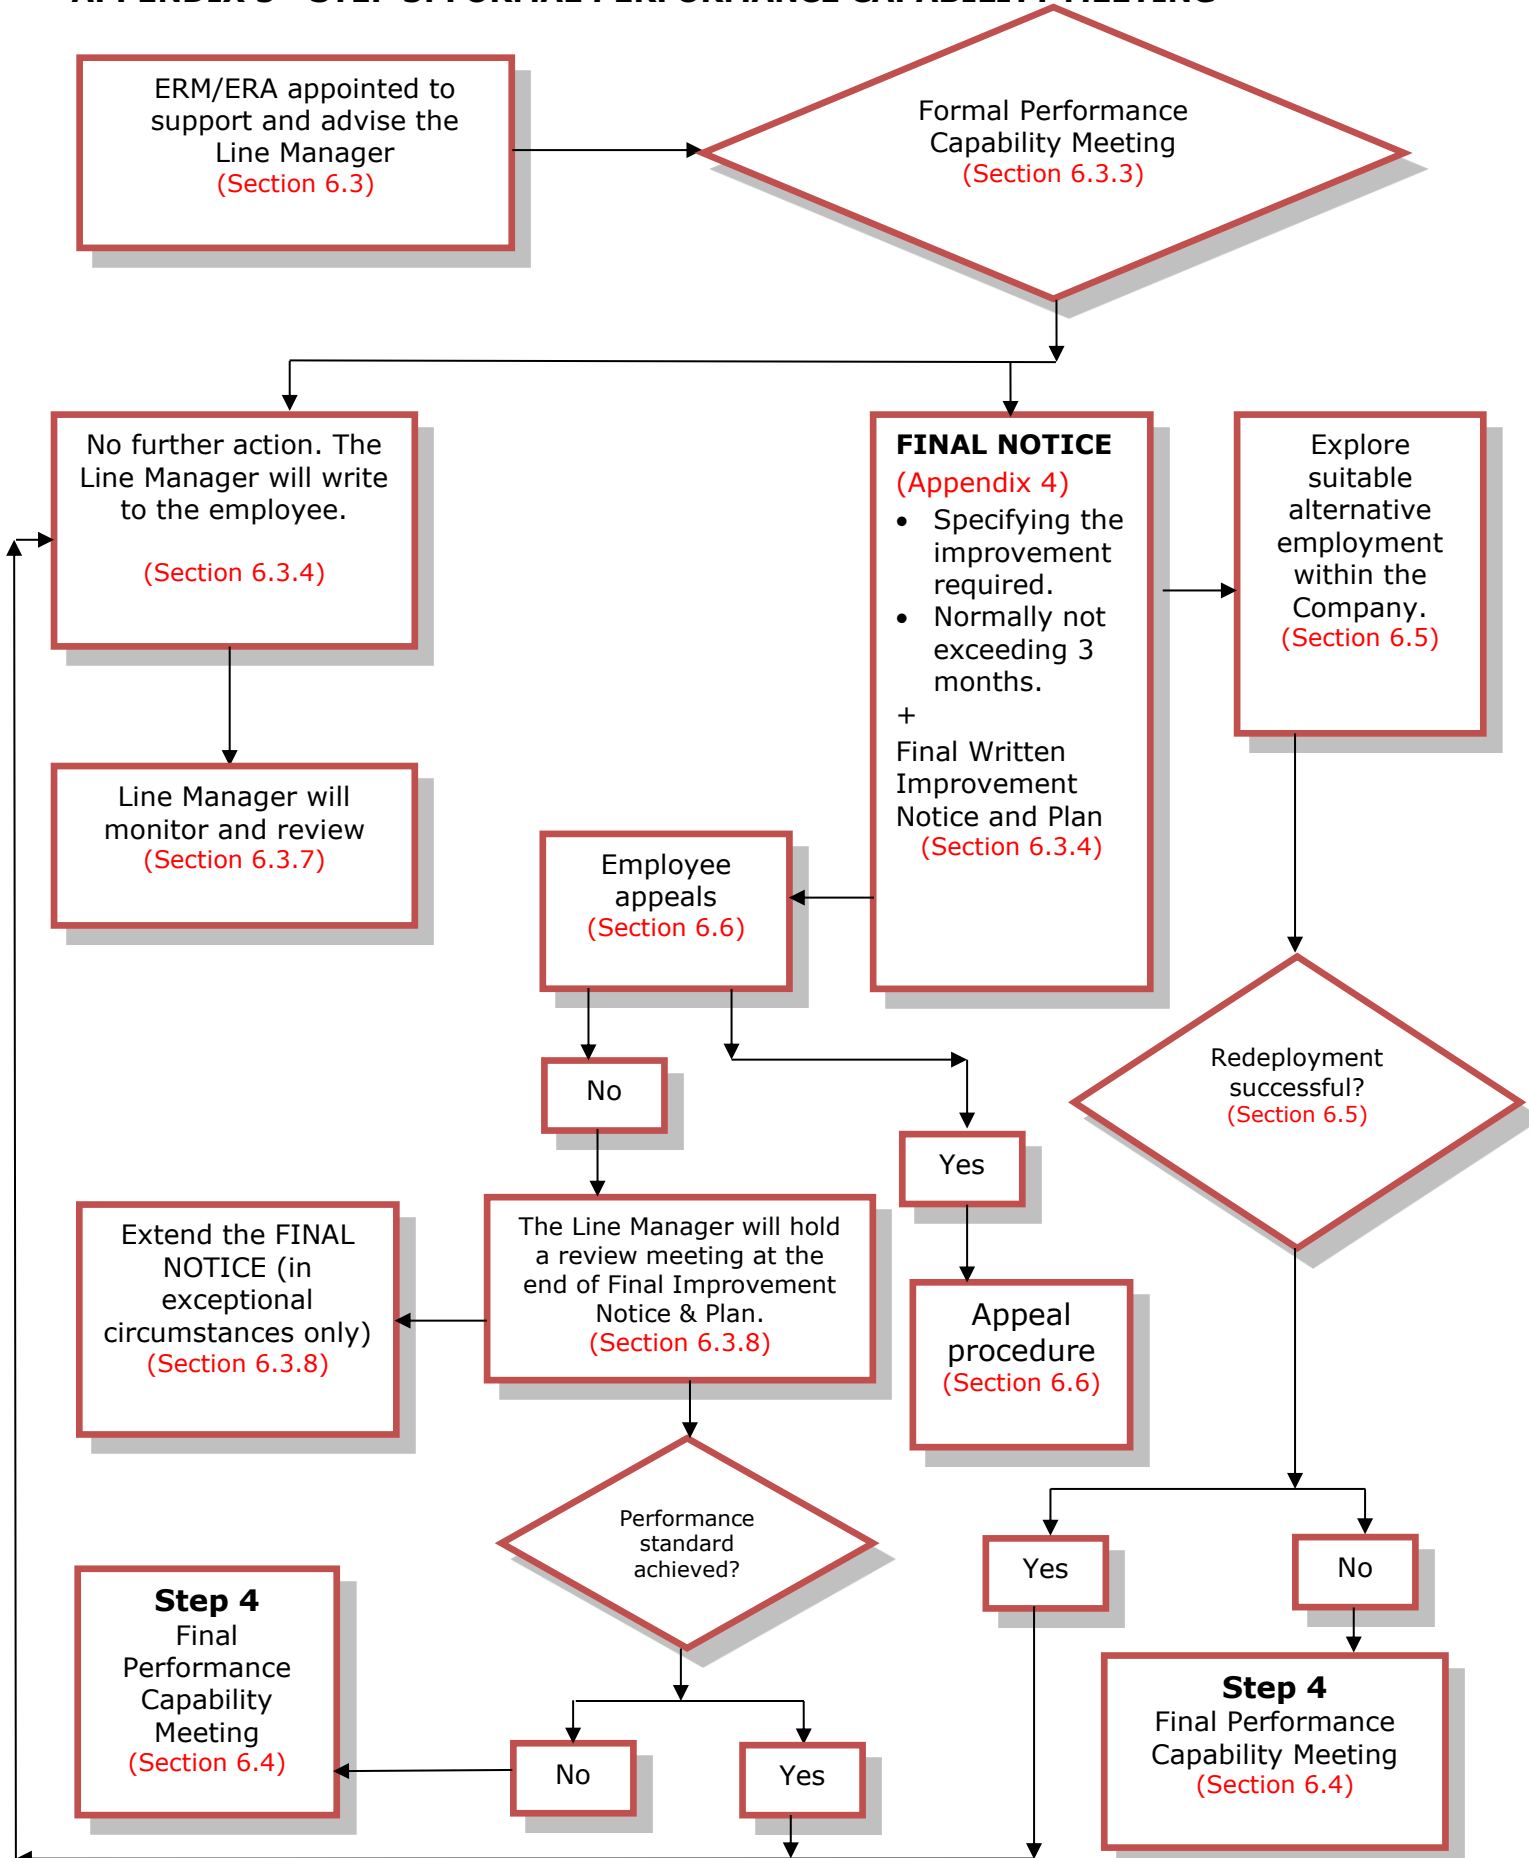 APPENDIX STEP FORMAL PERFORMANCE CAPABILITY MEETING
ERM/ERA appointed to
support and advise the
Line Manager
(Section 6.3)
Formal Performance
Capability Meeting
(Section 6.3.3)
No further action. The
Line Manager will write
to the employee.
(Section 6.3.4)
FINAL NOTICE
(Appendix 4)
• Specifying the
improvement
required.
• Normally not
exceeding 3
months.
+
Final Written
Improvement
Notice and Plan
(Section 6.3.4)
Explore
suitable
alternative
employment
within the
Company.
(Section 6.5)
Line Manager will
monitor and review
(Section 6.3.7)
Employee
appeals
(Section 6.6)
No
Yes
Redeployment
successful?
(Section 6.5)
Extend the FINAL
NOTICE (in
exceptional
circumstances only)
(Section 6.3.8)
The Line Manager will hold
a review meeting at the
end of Final Improvement
Notice & Plan.
(Section 6.3.8)
Appeal
procedure
(Section 6.6)
Performance
standard
achieved?
Yes
No
Step 4
Final
Performance
Capability
Meeting
(Section 6.4)
No
Yes
Step 4
Final Performance
Capability Meeting
(Section 6.4)